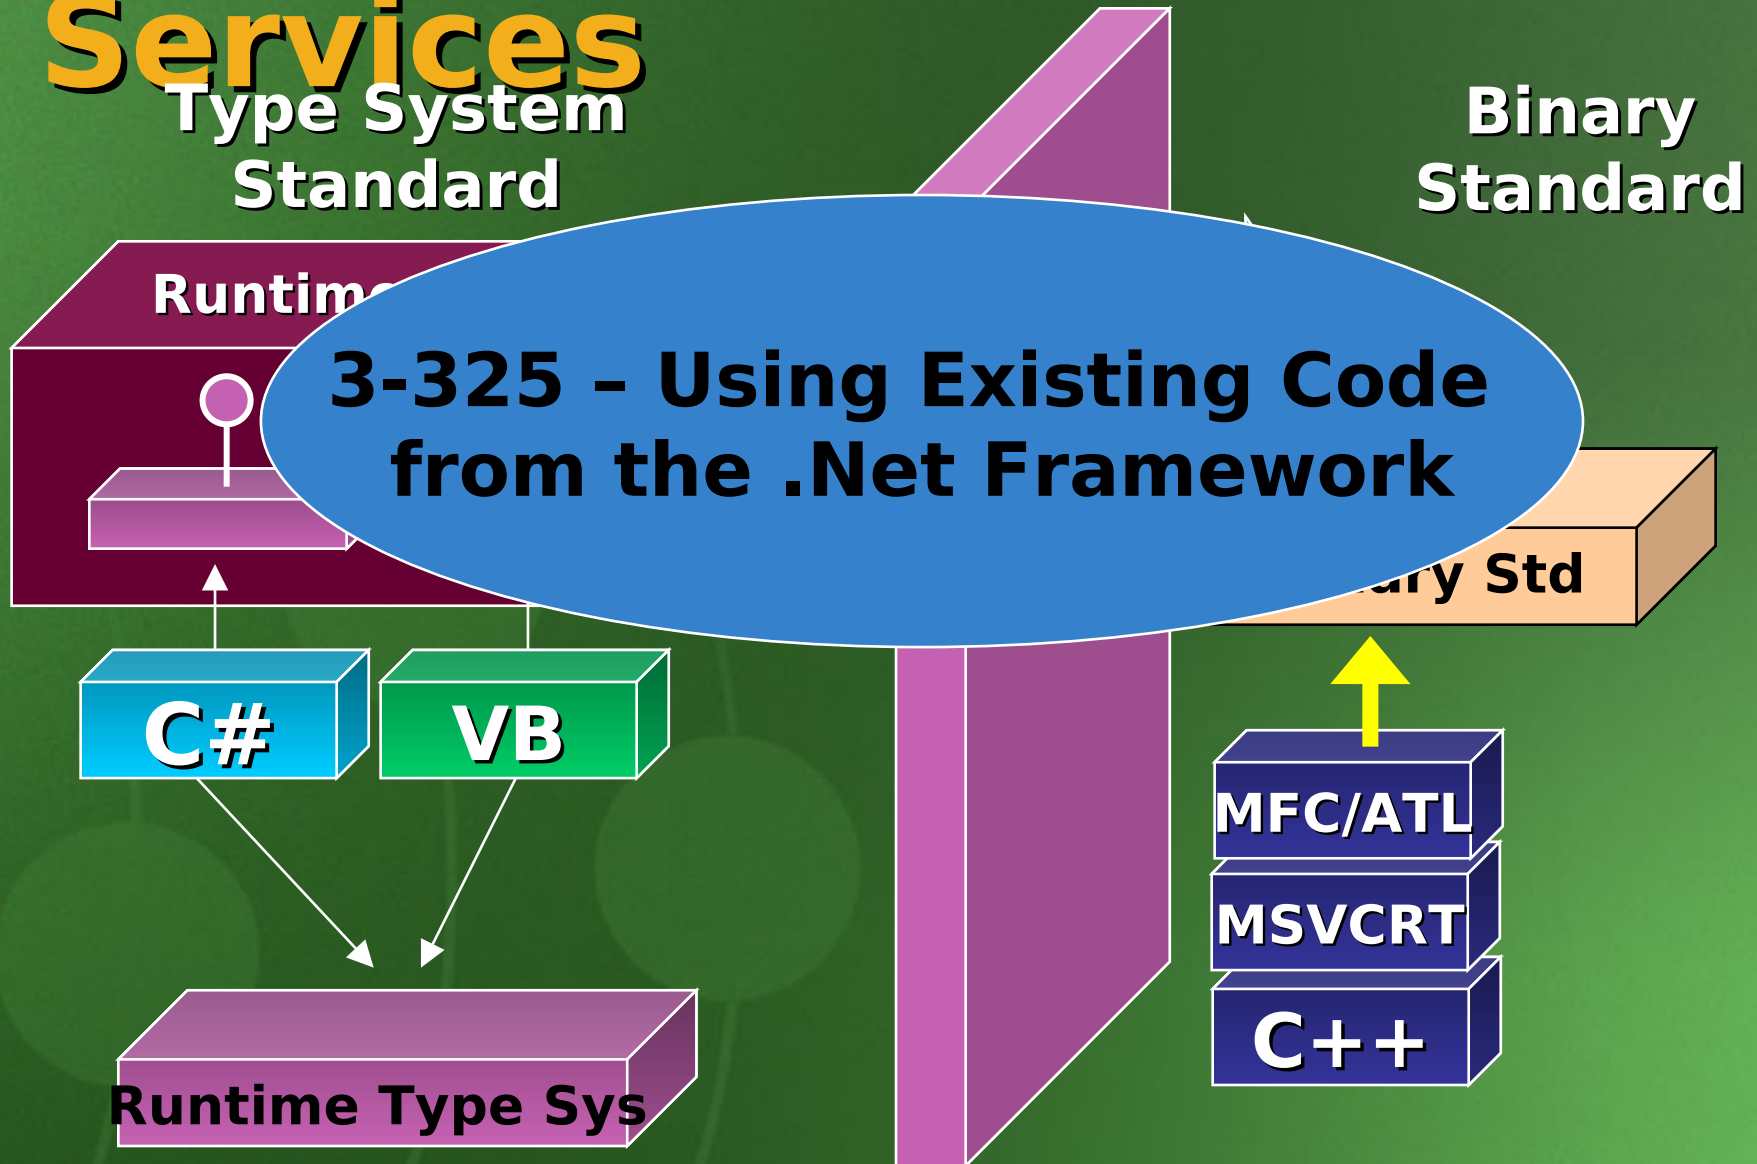 Services
Type System
Standard
Binary
Standard
Runtime
3-325 – Using Existing Code
from the .Net Framework
Std
C#
VB
MFC/ATL
MSVCRT
C++
Runtime Type Sys